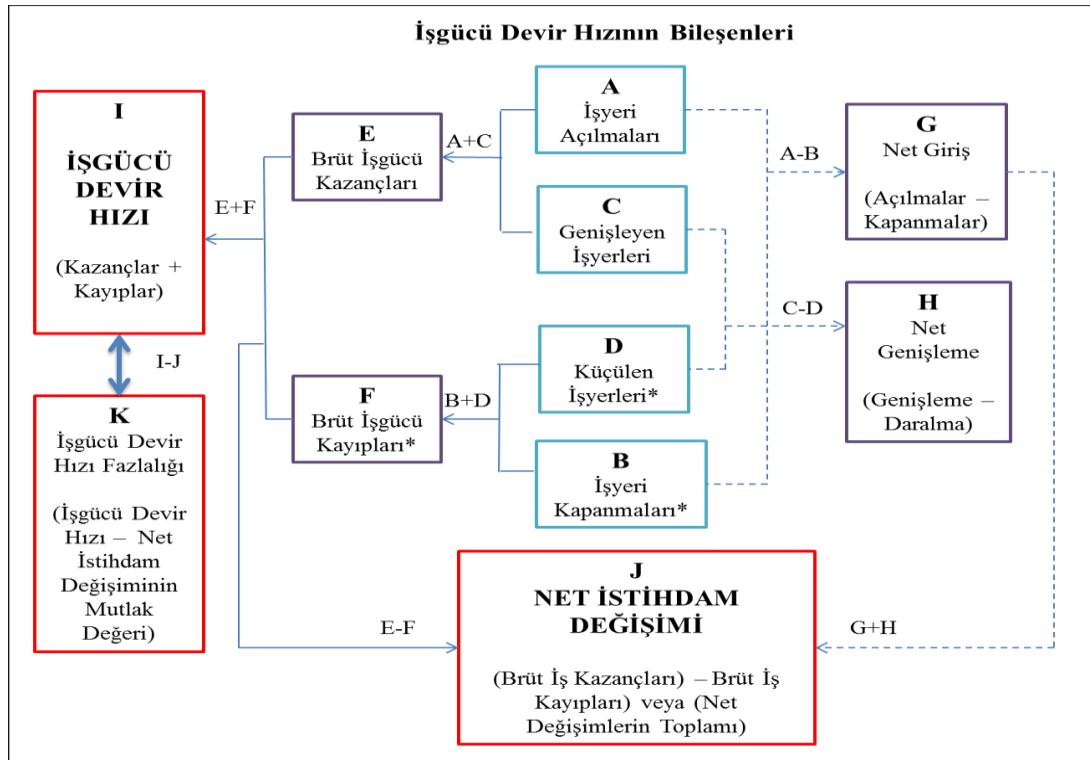 İşgücü Devir Hızının Bileşenleri
I
İŞGÜCÜ
DEVİR
HIZI
(Kazançlar +
Kayıplar)
E+F
I-J
K
İşgücü Devir
Hızı Fazlalığı
(İşgücü Devir
Hızı – Net
İstihdam
Değişiminin
Mutlak
Değeri)
E
Brüt İşgücü
Kazançları
A+C
F
Brüt İşgücü
Kayıpları*
B+D
A
İşyeri
Açılmaları
C
Genişleyen
İşyerleri
D
Küçülen
İşyerleri*
B
İşyeri
Kapanmaları*
A-B
G
Net Giriş
(Açılmalar –
Kapanmalar)
C-D
H
Net
Genişleme
(Genişleme –
Daralma)
E-F
J
NET İSTİHDAM
DEĞİŞİMİ
(Brüt İş Kazançları) – Brüt İş
Kayıpları) veya (Net
Değişimlerin Toplamı)
G+H